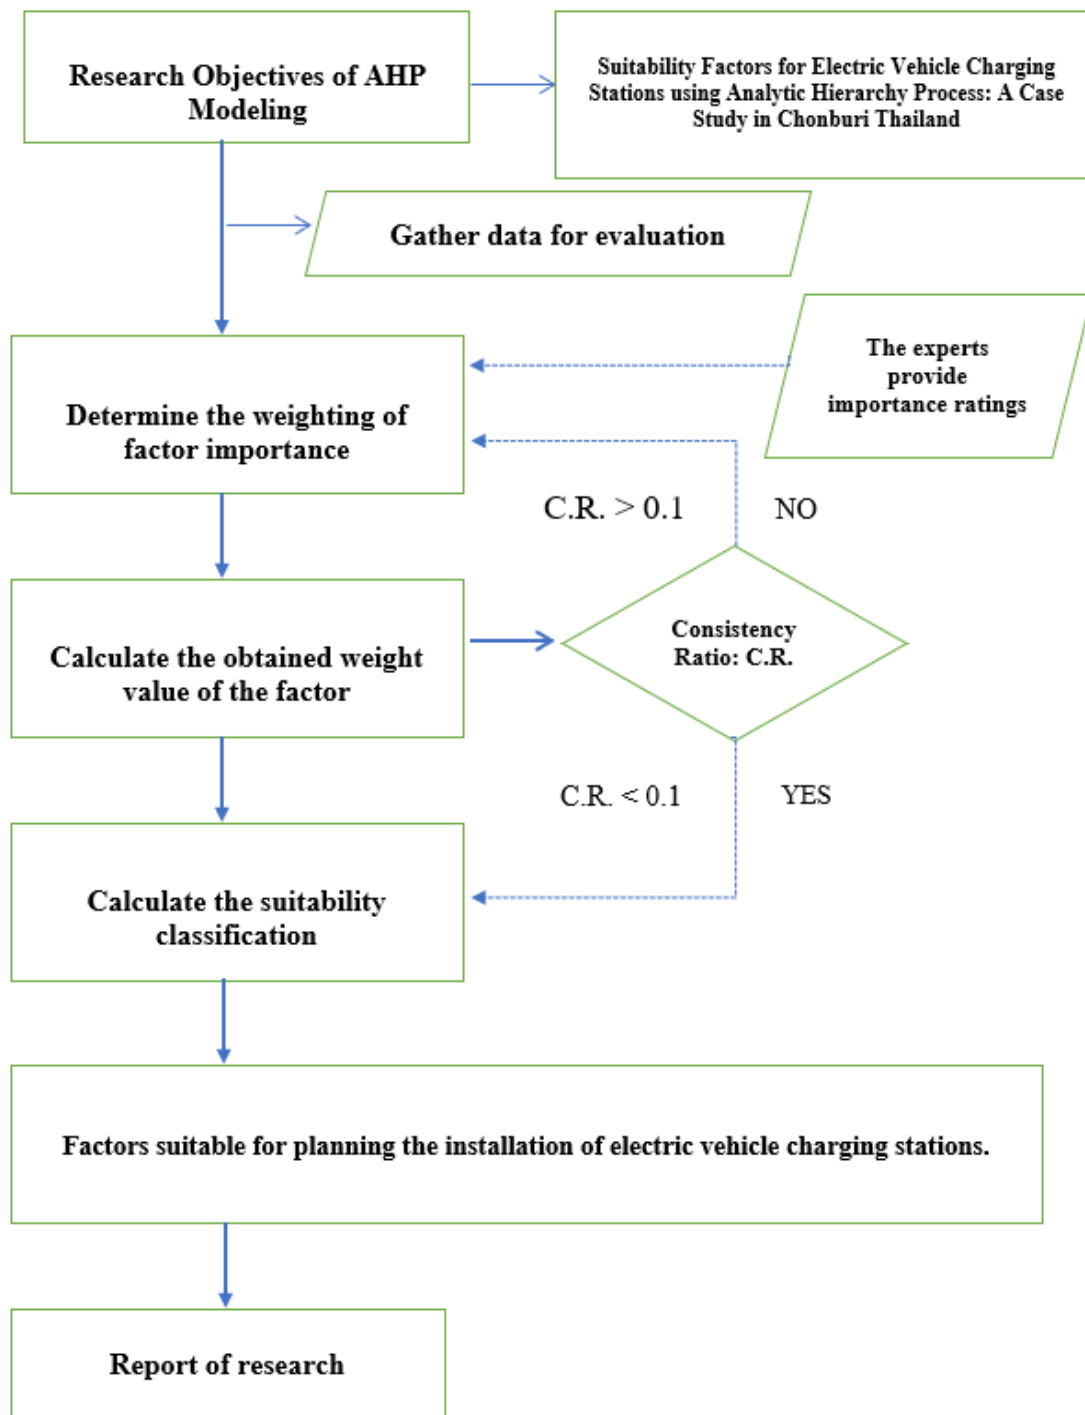 Research Objectives of AHP
Modeling
Suitability Factors for Electric Vehicle Charging
Stations using Analytic Hierarchy Process: A Case
Study in Chonburi Thailand
Gather data for evaluation
The experts
provide
importance ratings
Determine the weighting of
factor importance
C.R. > 0.1
NO
Consistency
Ratio: C.R.
Calculate the obtained weight
value of the factor
C.R. < 0.1
YES
Calculate the suitability
classification
Factors suitable for planning the installation of electric vehicle charging stations.
Report of research